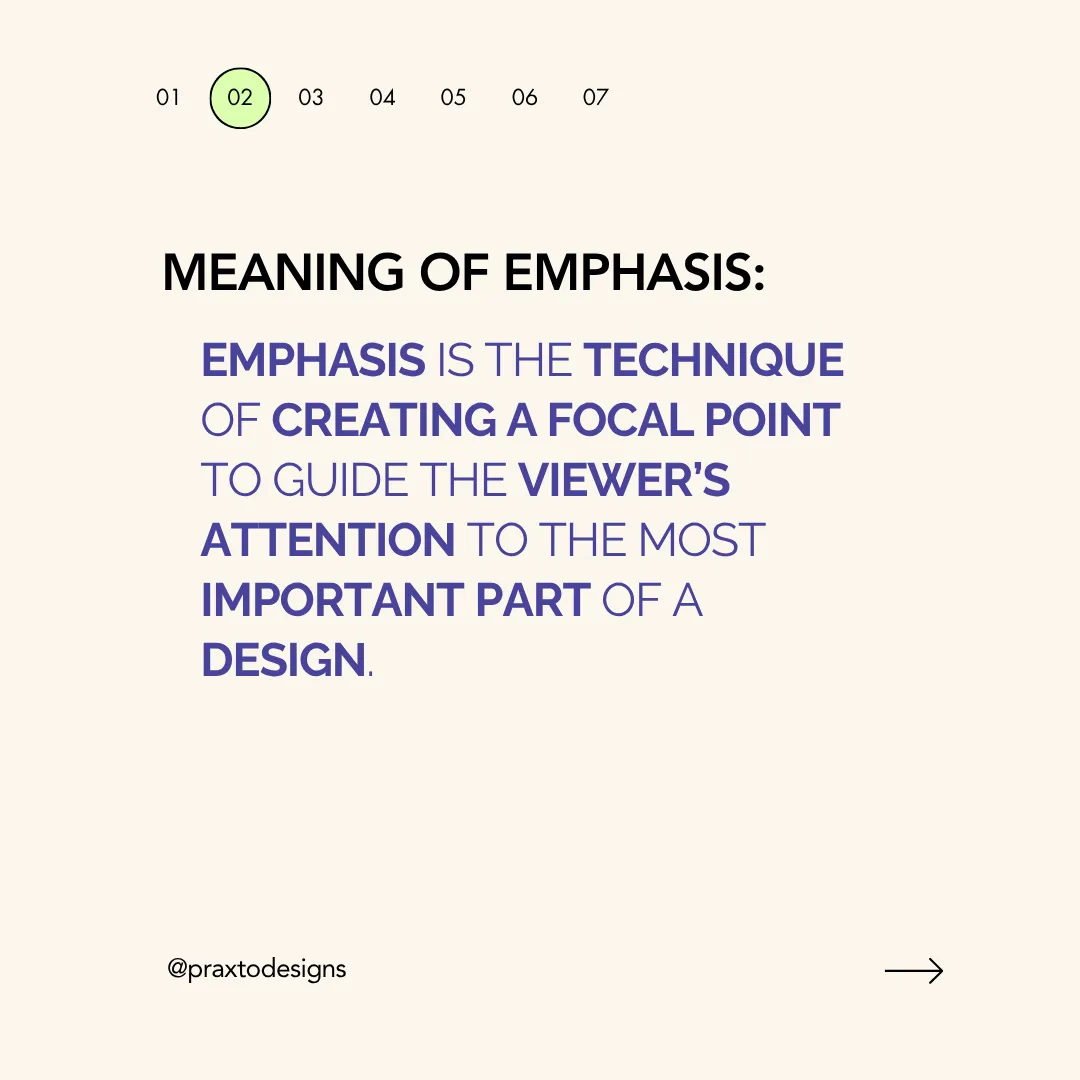 01 02 03 04 05 06 07
MEANING OF EMPHASIS:
EMPHASIS IS THE TECHNIQUE
OF CREATING A FOCAL POINT
TO GUIDE THE VIEWER’S
ATTENTION TO THE MOST
IMPORTANT PART OF A
DESIGN.
@praxtodesigns